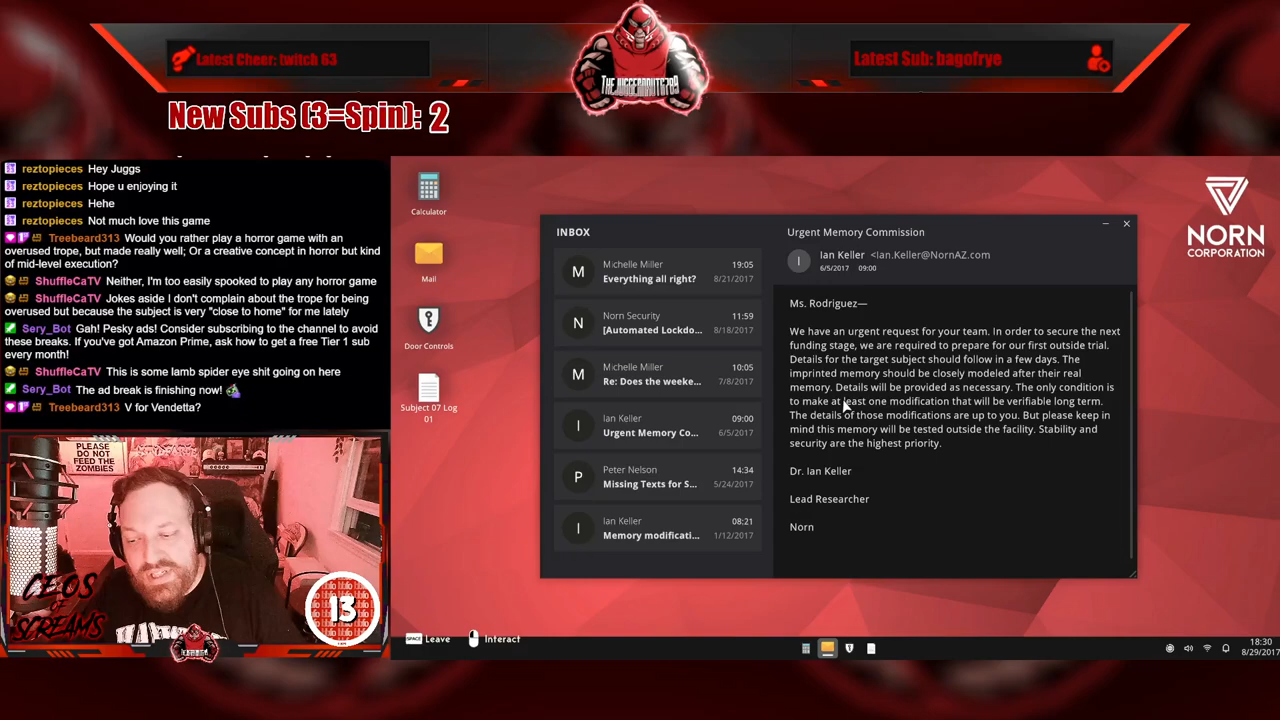 Latest Cheer: twitch 83
THEJUGGERNAUT6789
Latest Sub: bagofrye
New Subs (3=Spin): 2
reztopieces Hey Juggs
reztopieces Hope u enjoying it
reztopieces Hehe
reztopieces Not much love this game
Treebeard313 Would you rather play a horror game with an
overused trope, but made really well; Or a creative concept in horror but kind
of mid-level execution?
ShuffleCaTV Neither, I'm too easily spooked to play any horror game
ShuffleCaTV Jokes aside I don't complain about the trope for being
overused but because the subject is very "close to home" for me lately
Sery_Bot Gah! Pesky ads! Consider subscribing to the channel to avoid
these breaks. If you've got Amazon Prime, ask how to get a free Tier 1 sub
every month!
ShuffleCaTV This is some lamb spider eye shit going on here
Sery_Bot The ad break is finishing now!
Treebeard313 V for Vendetta?
PLEASE
DO NOT
FEED THE
ZOMBIES
CEOS
OF
SCREAMS
13
Calculator
Mail
Door Controls
Subject 07 Log
01
NORN
CORPORATION
INBOX
M
Michelle Miller 19:05
Everything all right? 8/21/2017
N
Norn Security 11:59
[Automated Lockdo... 8/18/2017
M
Michelle Miller 10:05
Re: Does the weeke... 7/8/2017
I
Ian Keller 09:00
Urgent Memory Co... 6/5/2017
P
Peter Nelson 14:34
Missing Texts for S... 5/24/2017
I
Ian Keller 08:21
Memory modificati... 1/12/2017
Urgent Memory Commission
I
Ian Keller <Ian.Keller@NornAZ.com
6/5/2017 09:00
Ms. Rodriguez—
We have an urgent request for your team. In order to secure the next
funding stage, we are required to prepare for our first outside trial.
Details for the target subject should follow in a few days. The
imprinted memory should be closely modeled after their real
memory. Details will be provided as necessary. The only condition is
to make at least one modification that will be verifiable long term.
The details of those modifications are up to you. But please keep in
mind this memory will be tested outside the facility. Stability and
security are the highest priority.
Dr. Ian Keller
Lead Researcher
Norn
SPACE Leave Interact
18:30
8/29/2017